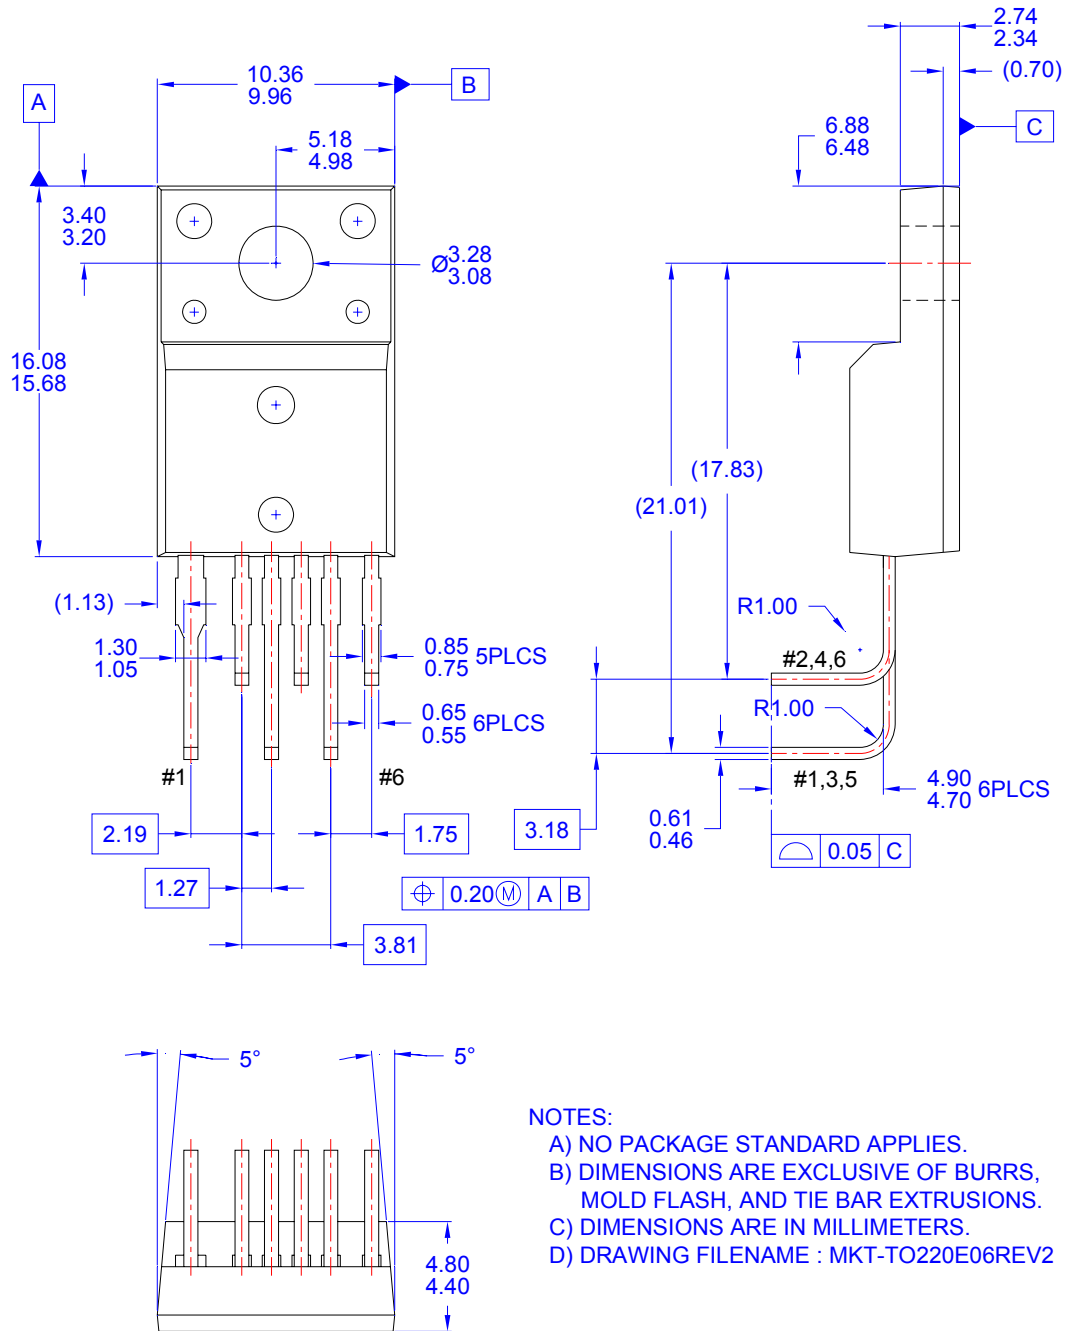 2.74
2.34
(0.70)
10.36
9.96
B
A
C
5.18
4.98
6.88
6.48
3.40
3.20
Ø3.28
3.08
16.08
15.68
(17.83)
(21.01)
(1.13)
R1.00
1.30
1.05
0.85
0.75 5PLCS
#2,4,6
0.65
0.55 6PLCS
R1.00
#1
#6
#1,3,5
4.90
4.70 6PLCS
2.19
1.75
3.18
0.61
0.46
0.05 C
1.27
0.20Ⓜ A B
3.81
5°
5°
4.80
4.40
NOTES:
A) NO PACKAGE STANDARD APPLIES.
B) DIMENSIONS ARE EXCLUSIVE OF BURRS,
MOLD FLASH, AND TIE BAR EXTRUSIONS.
C) DIMENSIONS ARE IN MILLIMETERS.
D) DRAWING FILENAME : MKT-TO220E06REV2